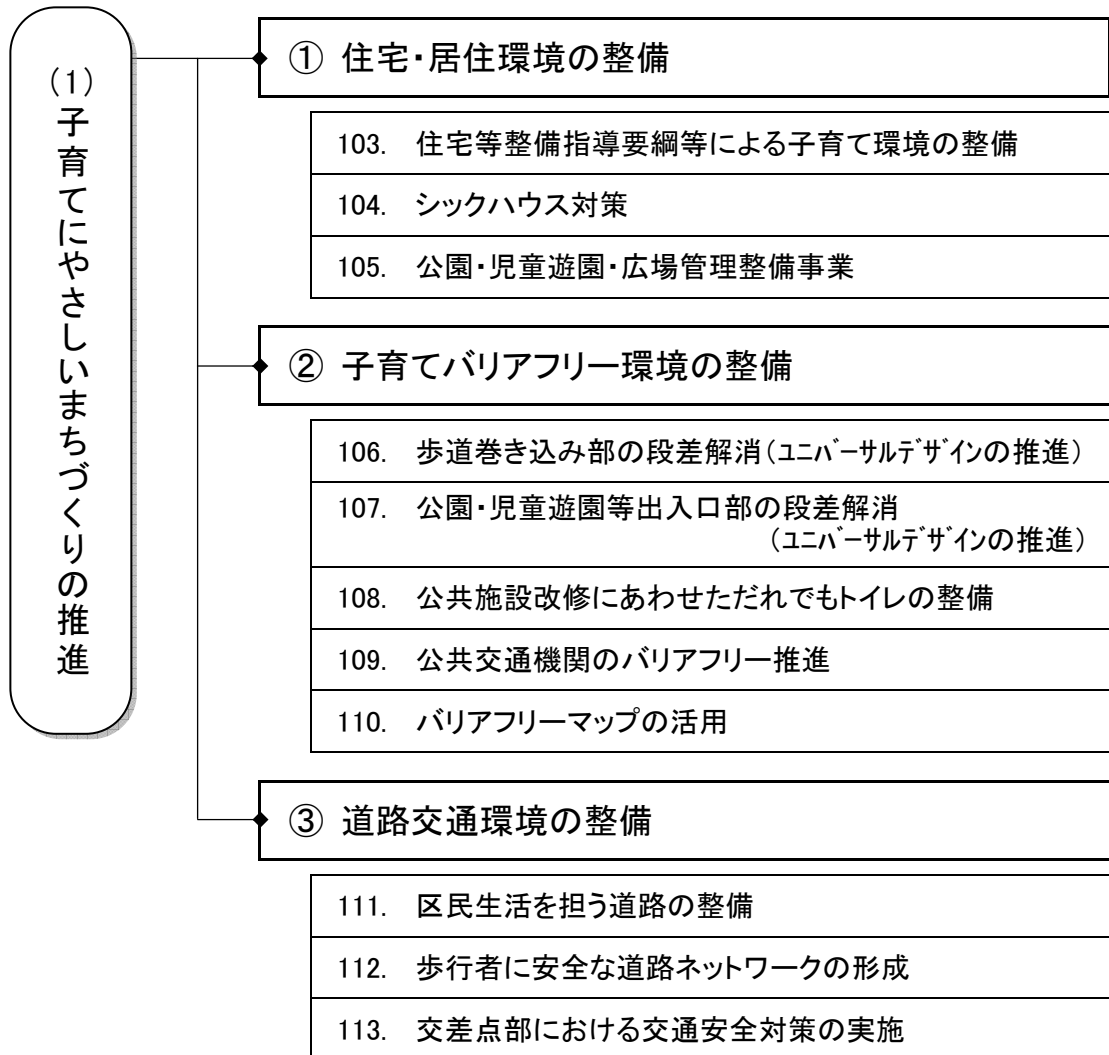 (1)子育てにやさしいまちづくりの推進
① 住宅・居住環境の整備
103. 住宅等整備指導要綱等による子育て環境の整備
104. シックハウス対策
105. 公園・児童遊園・広場管理整備事業
② 子育てバリアフリー環境の整備
106. 歩道巻き込み部の段差解消(ﾕﾆﾊﾞｰｻﾙﾃﾞｻﾞｲﾝの推進)
107. 公園・児童遊園等出入口部の段差解消
(ﾕﾆﾊﾞｰｻﾙﾃﾞｻﾞｲﾝの推進)
108. 公共施設改修にあわせただれでもトイレの整備
109. 公共交通機関のバリアフリー推進
110. バリアフリーマップの活用
③ 道路交通環境の整備
111. 区民生活を担う道路の整備
112. 歩行者に安全な道路ネットワークの形成
113. 交差点部における交通安全対策の実施